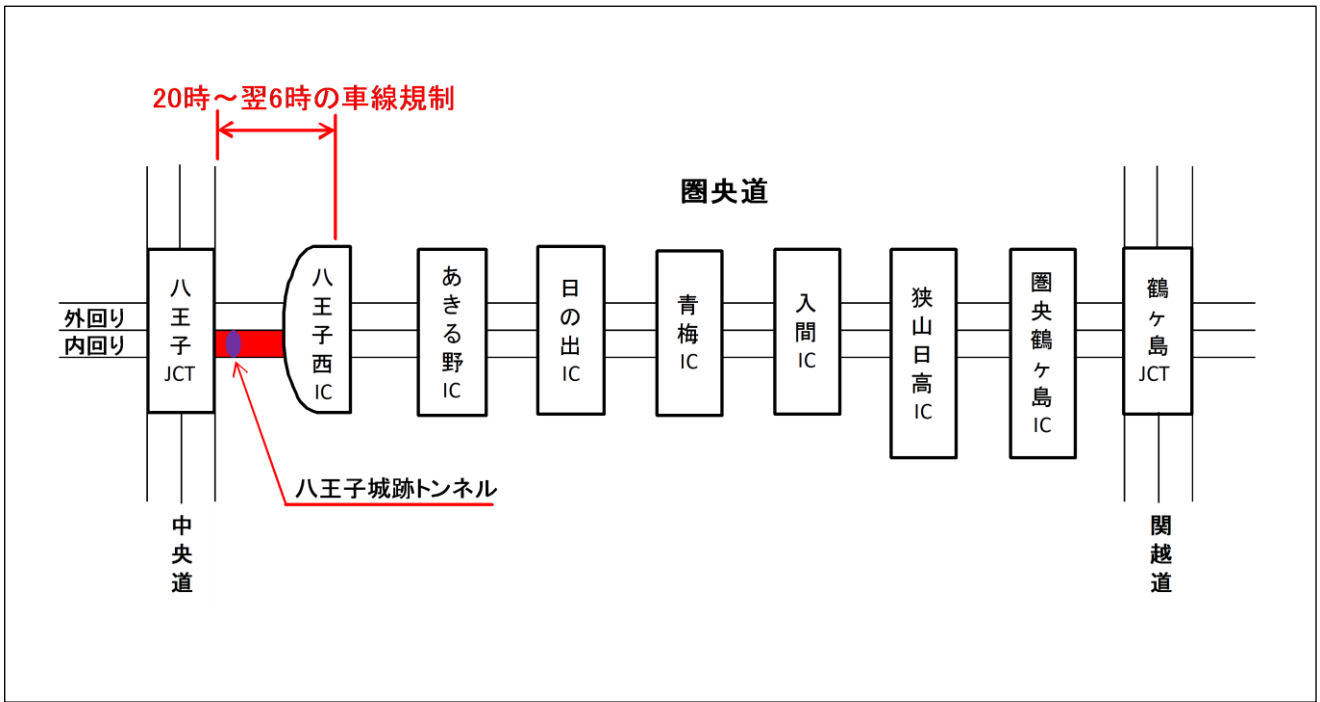 20時～翌6時の車線規制
圏央道
外回り
内回り
八王子JCT
八王子西IC
あきる野IC
日の出IC
青梅IC
入間IC
狭山日高IC
圏央鶴ヶ島IC
鶴ヶ島JCT
八王子城跡トンネル
中央道
関越道